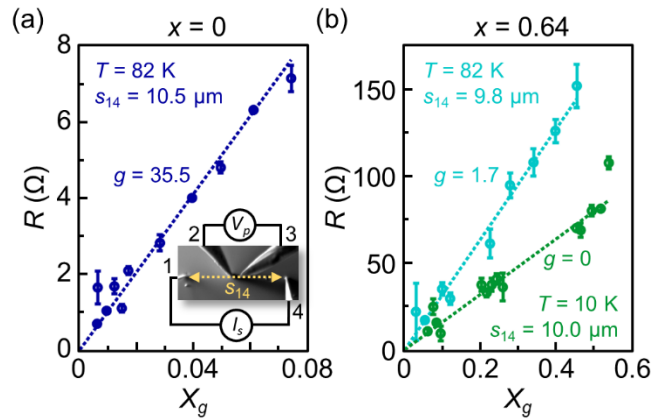 (a)
x = 0
8
6
4
2
0
R (Ω)
T = 82 K
s₁₄ = 10.5 µm
g = 35.5
Vₚ
2
3
1
s₁₄
4
Iₛ
0
0.04
0.08
X_g
(b)
x = 0.64
150
100
50
0
R (Ω)
T = 82 K
s₁₄ = 9.8 µm
g = 1.7
g = 0
T = 10 K
s₁₄ = 10.0 µm
0
0.2
0.4
0.6
X_g